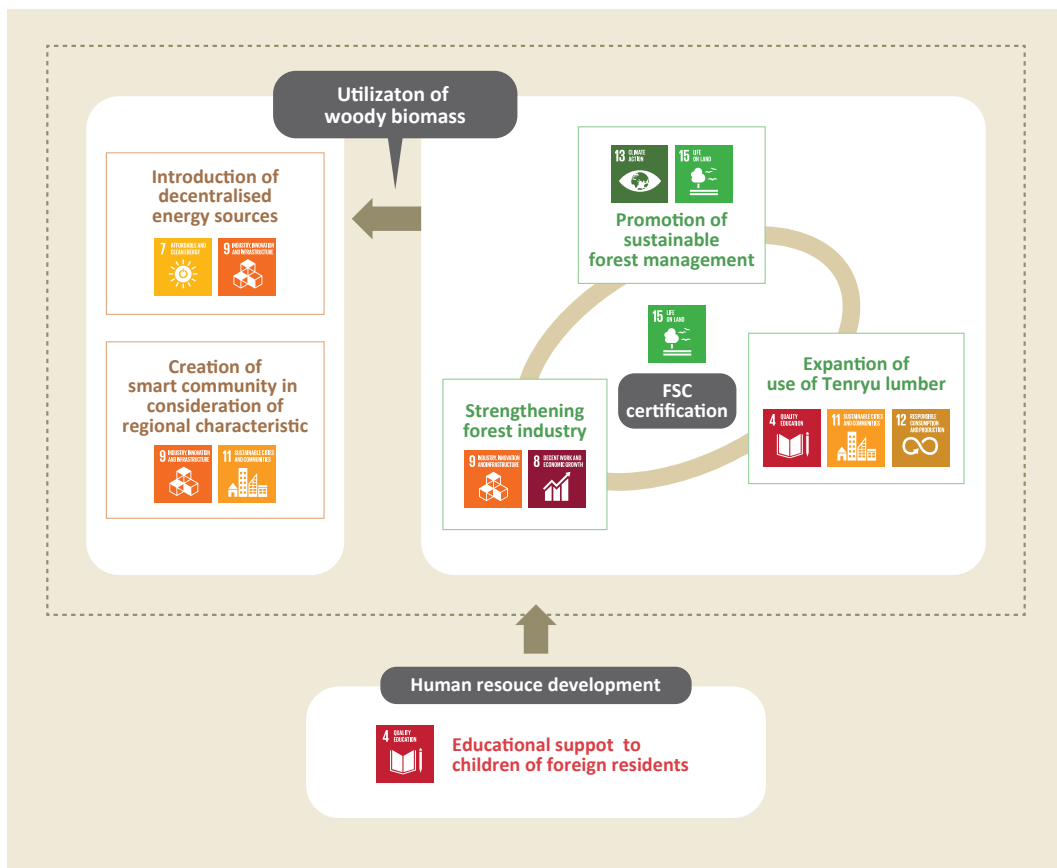 Utilizaton of
woody biomass
Introduction of
decentralised
energy sources
7 AFFORDABLE AND
CLEAN ENERGY
9 INDUSTRY, INNOVATION
AND INFRASTRUCTURE
Creation of
smart community in
consideration of
regional characteristic
9 INDUSTRY, INNOVATION
AND INFRASTRUCTURE
11 SUSTAINABLE CITIES
AND COMMUNITIES
13 CLIMATE
ACTION
15 LIFE
ON LAND
Promotion of
sustainable
forest management
15 LIFE
ON LAND
FSC
certification
Strengthening
forest industry
9 INDUSTRY, INNOVATION
ANDINFRASTRUCTURE
8 DECENT WORK AND
ECONOMIC GROWTH
Expantion of
use of Tenryu lumber
4 QUALITY
EDUCATION
11 SUSTAINABLE CITIES
AND COMMUNITIES
12 RESPONSIBLE
CONSUMPTION
AND PRODUCTION
Human resouce development
4 QUALITY
EDUCATION
Educational suppot to
children of foreign residents